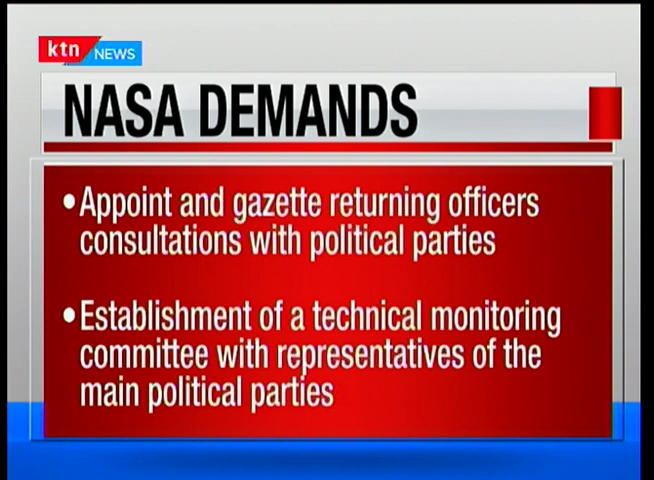 ktn NEWS
NASA DEMANDS
•Appoint and gazette returning officers
consultations with political parties
•Establishment of a technical monitoring
committee with representatives of the
main political parties